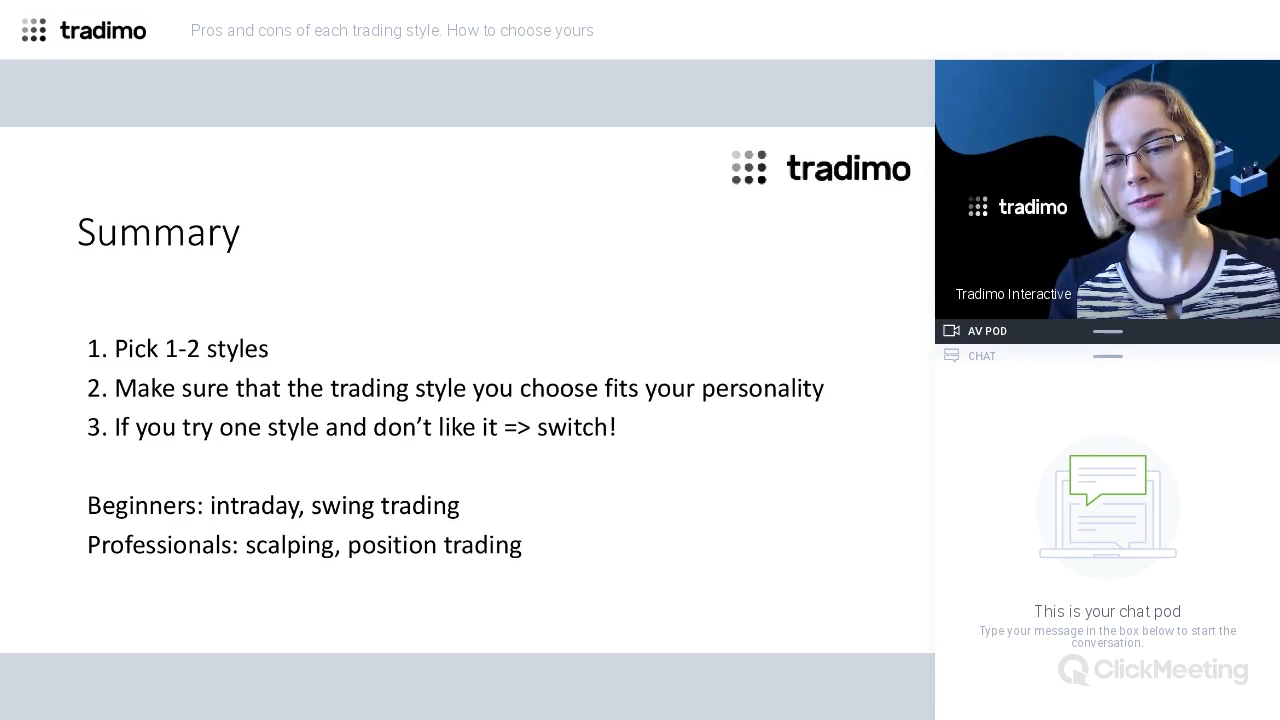 tradimo
Pros and cons of each trading style. How to choose yours
tradimo
Summary
1. Pick 1-2 styles
2. Make sure that the trading style you choose fits your personality
3. If you try one style and don’t like it => switch!
Beginners: intraday, swing trading
Professionals: scalping, position trading
tradimo
Tradimo Interactive
AV POD
CHAT
This is your chat pod
Type your message in the box below to start the
conversation.
ClickMeeting